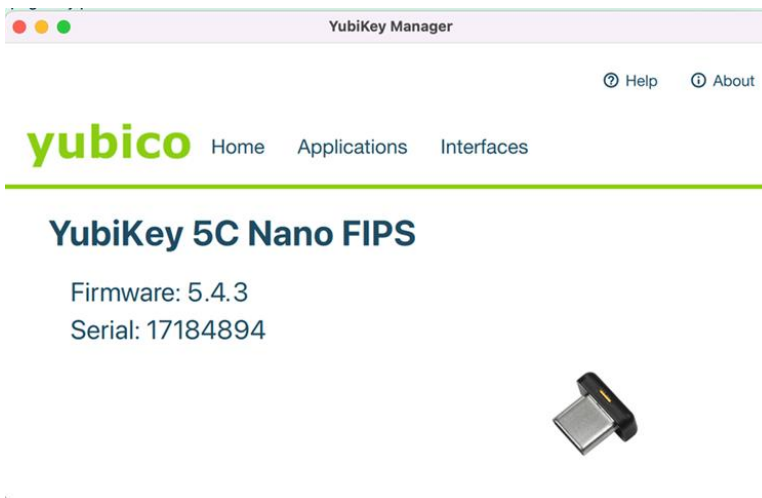 YubiKey Manager
Help About
yubico Home Applications Interfaces
YubiKey 5C Nano FIPS
Firmware: 5.4.3
Serial: 17184894